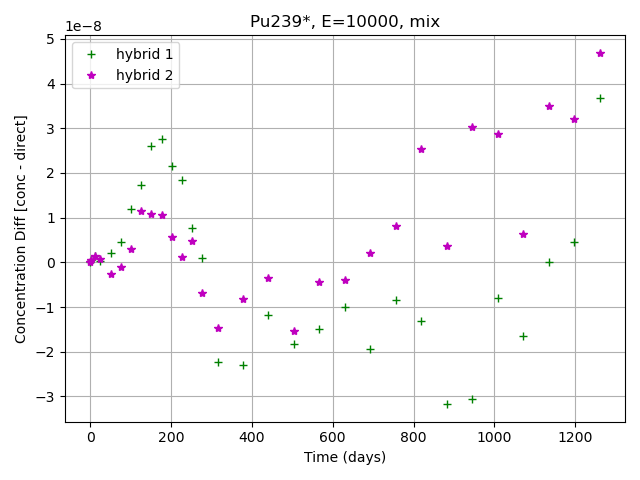 Pu239*, E=10000, mix
1e−8
hybrid 1
hybrid 2
Concentration Diff [conc - direct]
5
4
3
2
1
0
−1
−2
−3
0 200 400 600 800 1000 1200
Time (days)